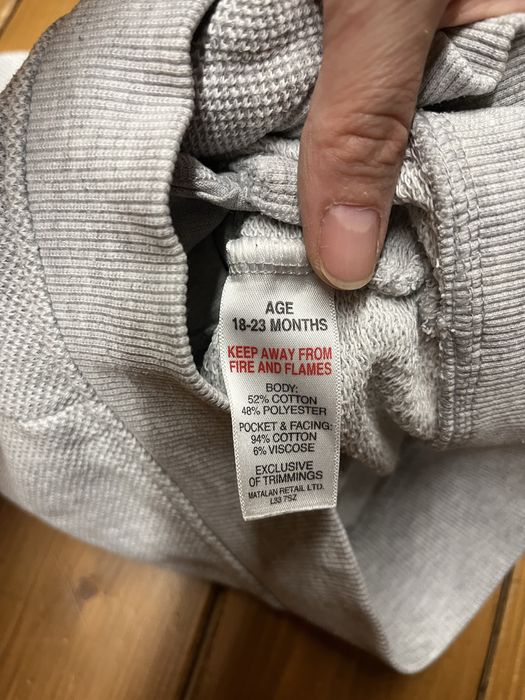 AGE
18-23 MONTHS
KEEP AWAY FROM
FIRE AND FLAMES
BODY:
52% COTTON
48% POLYESTER
POCKET & FACING:
94% COTTON
6% VISCOSE
EXCLUSIVE
OF TRIMMINGS
MATALAN RETAIL LTD.
L33 7SZ